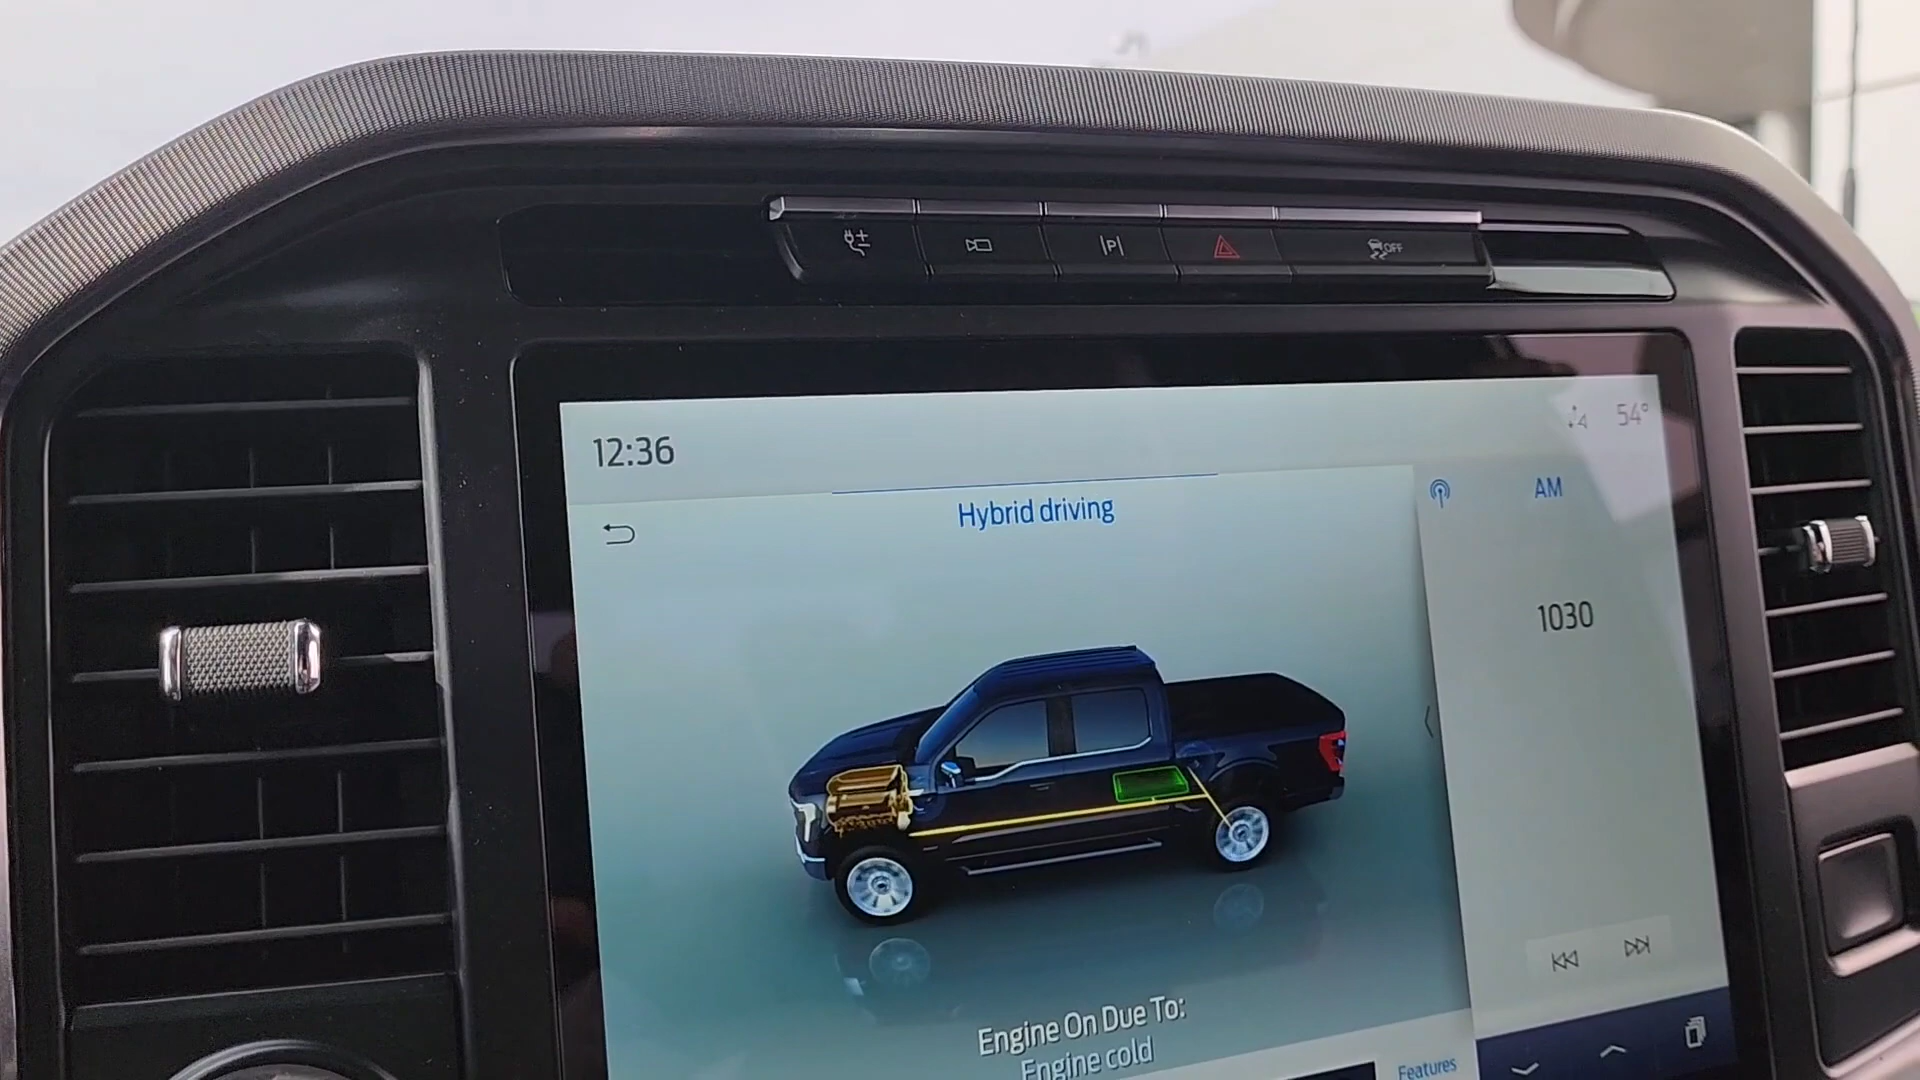 P
OFF
12:36
54°
Hybrid driving
AM
1030
Engine On Due To:
Engine cold
Features